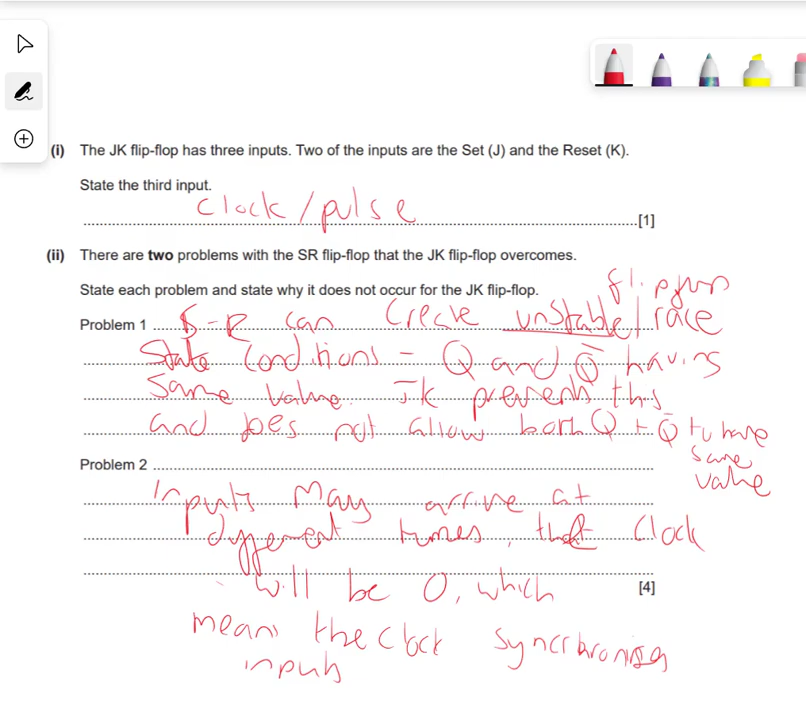 (i) The JK flip-flop has three inputs. Two of the inputs are the Set (J) and the Reset (K).
State the third input.
Clock/pulse
[1]
(ii) There are two problems with the SR flip-flop that the JK flip-flop overcomes.
State each problem and state why it does not occur for the JK flip-flop.
Problem 1 S-R flipflop can create unstable/race
State Conditions - Q and Q̄ having
same value. JK prevents this
and does not allow both Q + Q̄ to have
same
value
Problem 2
Inputs may arrive at
different times, the clock
will be 0, which
means the clock synchronises
inputs
[4]